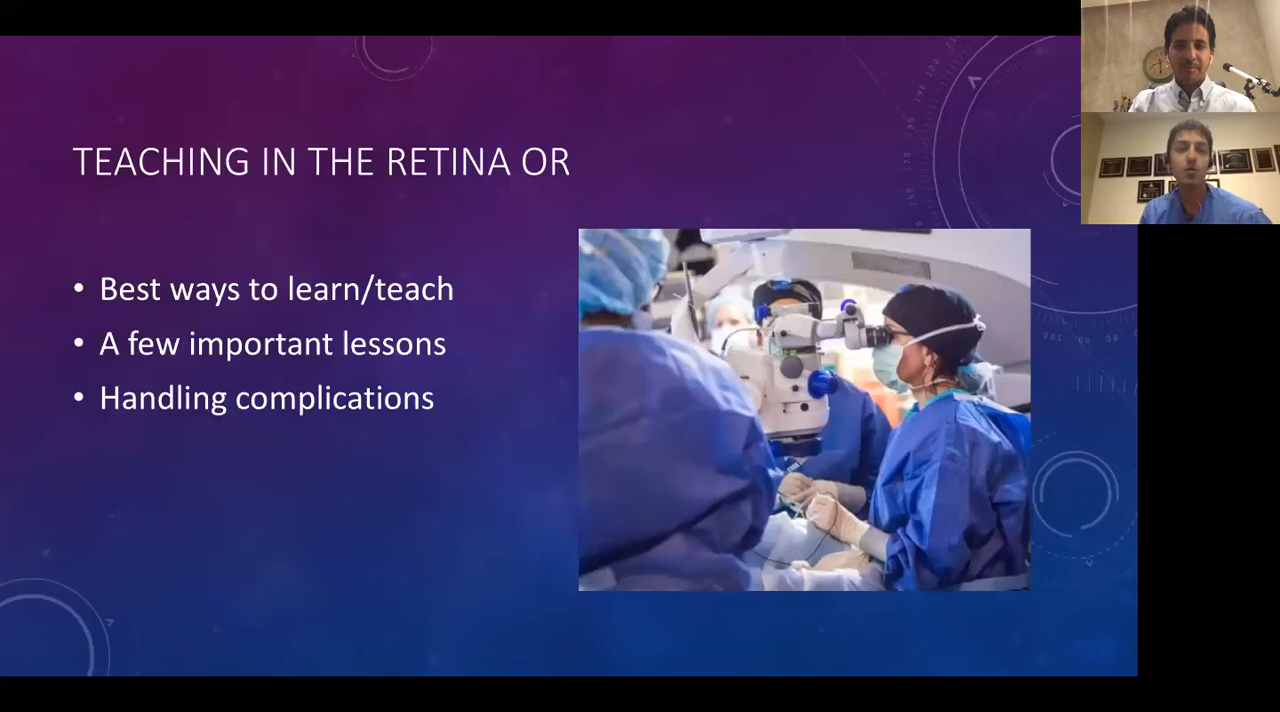 TEACHING IN THE RETINA OR
• Best ways to learn/teach
• A few important lessons
• Handling complications